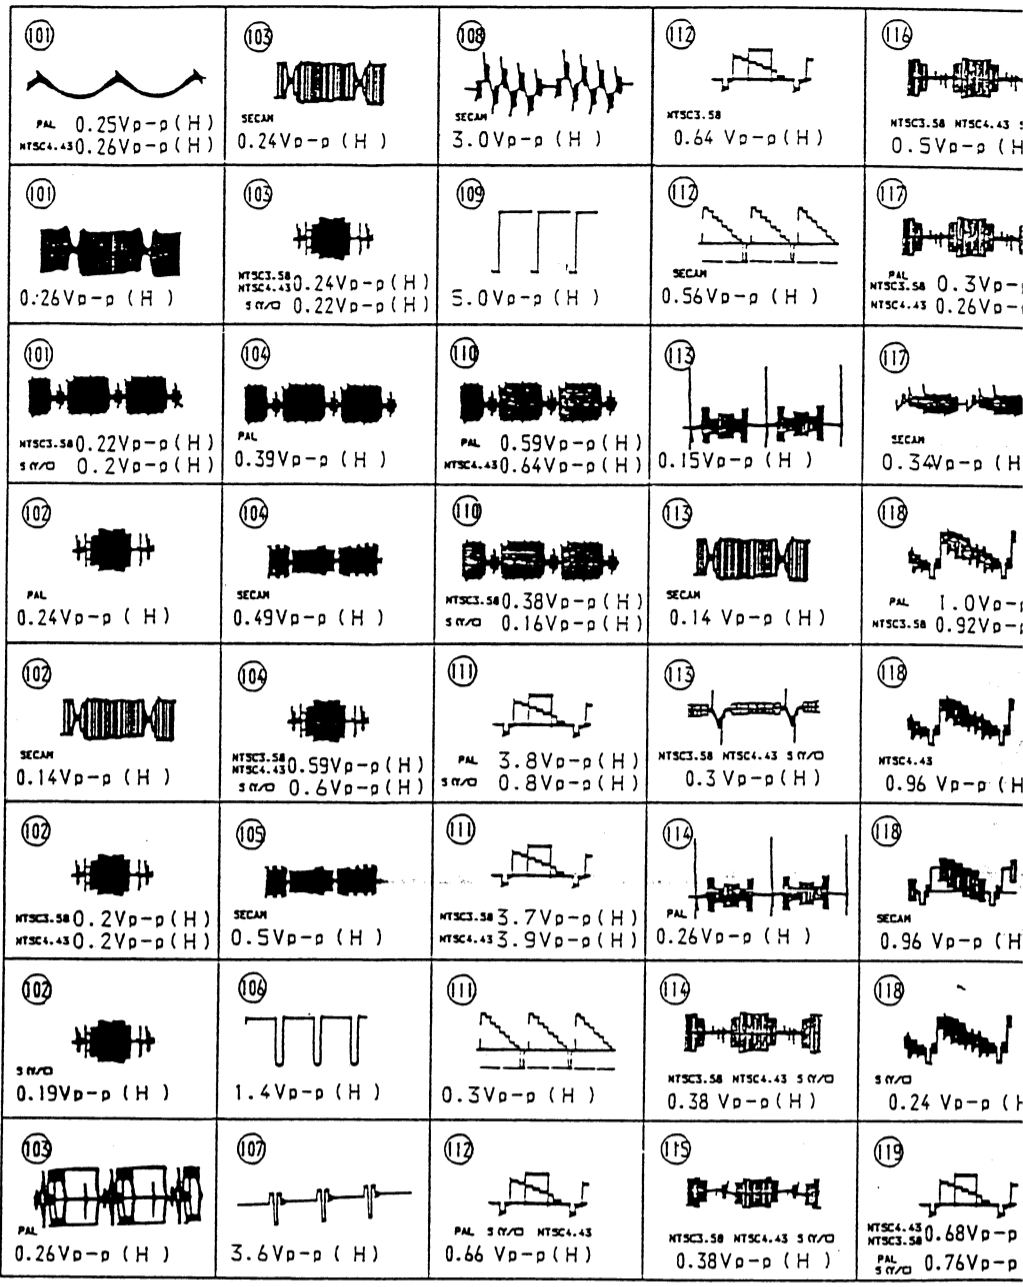 101
PAL 0.25Vp-p (H)
NTSC4.43 0.26Vp-p (H)
103
SECAM
0.24Vp-p (H)
108
SECAM
3.0Vp-p (H)
112
NTSC3.58
0.64 Vp-p (H)
116
NTSC3.58 NTSC4.43 S
0.5Vp-p (H
101
0.26Vp-p (H)
103
NTSC3.58
NTSC4.43 0.24Vp-p (H)
S (Y/C) 0.22Vp-p (H)
109
5.0Vp-p (H)
112
SECAM
0.56Vp-p (H)
117
PAL
NTSC3.58 0.3Vp-p
NTSC4.43 0.26Vp-p
101
NTSC3.58 0.22Vp-p (H)
S (Y/C) 0.2Vp-p (H)
104
PAL
0.39Vp-p (H)
110
PAL 0.59Vp-p (H)
NTSC4.43 0.64Vp-p (H)
113
0.15Vp-p (H)
117
SECAM
0.34Vp-p (H
102
PAL
0.24Vp-p (H)
104
SECAM
0.49Vp-p (H)
110
NTSC3.58 0.38Vp-p (H)
S (Y/C) 0.16Vp-p (H)
113
SECAM
0.14 Vp-p (H)
118
PAL 1.0Vp-p
NTSC3.58 0.92Vp-p
102
SECAM
0.14Vp-p (H)
104
NTSC3.58
NTSC4.43 0.59Vp-p (H)
S (Y/C) 0.6Vp-p (H)
111
PAL 3.8Vp-p (H)
S (Y/C) 0.8Vp-p (H)
113
NTSC3.58 NTSC4.43 S (Y/C)
0.3 Vp-p (H)
118
NTSC4.43
0.96 Vp-p (H
102
NTSC3.58 0.2Vp-p (H)
NTSC4.43 0.2Vp-p (H)
105
SECAM
0.5Vp-p (H)
111
NTSC3.58 3.7Vp-p (H)
NTSC4.43 3.9Vp-p (H)
114
PAL
0.26Vp-p (H)
118
SECAM
0.96 Vp-p (H
102
S (Y/C)
0.19Vp-p (H)
106
1.4Vp-p (H)
111
0.3Vp-p (H)
114
NTSC3.58 NTSC4.43 S (Y/C)
0.38 Vp-p (H)
118
S (Y/C)
0.24 Vp-p (H
103
PAL
0.26Vp-p (H)
107
3.6Vp-p (H)
112
PAL S (Y/C) NTSC4.43
0.66 Vp-p (H)
115
NTSC3.58 NTSC4.43 S (Y/C)
0.38Vp-p (H)
119
NTSC4.43
NTSC3.58 0.68Vp-p
PAL
S (Y/C) 0.76Vp-p